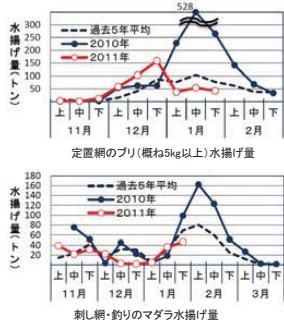 528
水揚げ量(トン)
300
250
200
150
100
50
過去5年平均
2010年
2011年
上 中 下 上 中 下 上 中 下 上 中 下
11月 12月 1月 2月
定置網のブリ(概ね5kg以上)水揚げ量
水揚げ量(トン)
180
160
140
120
100
80
60
40
20
過去5年平均
2010年
2011年
上 中 下 上 中 下 上 中 下 上 中 下 上 中 下
11月 12月 1月 2月 3月
刺し網・釣りのマダラ水揚げ量